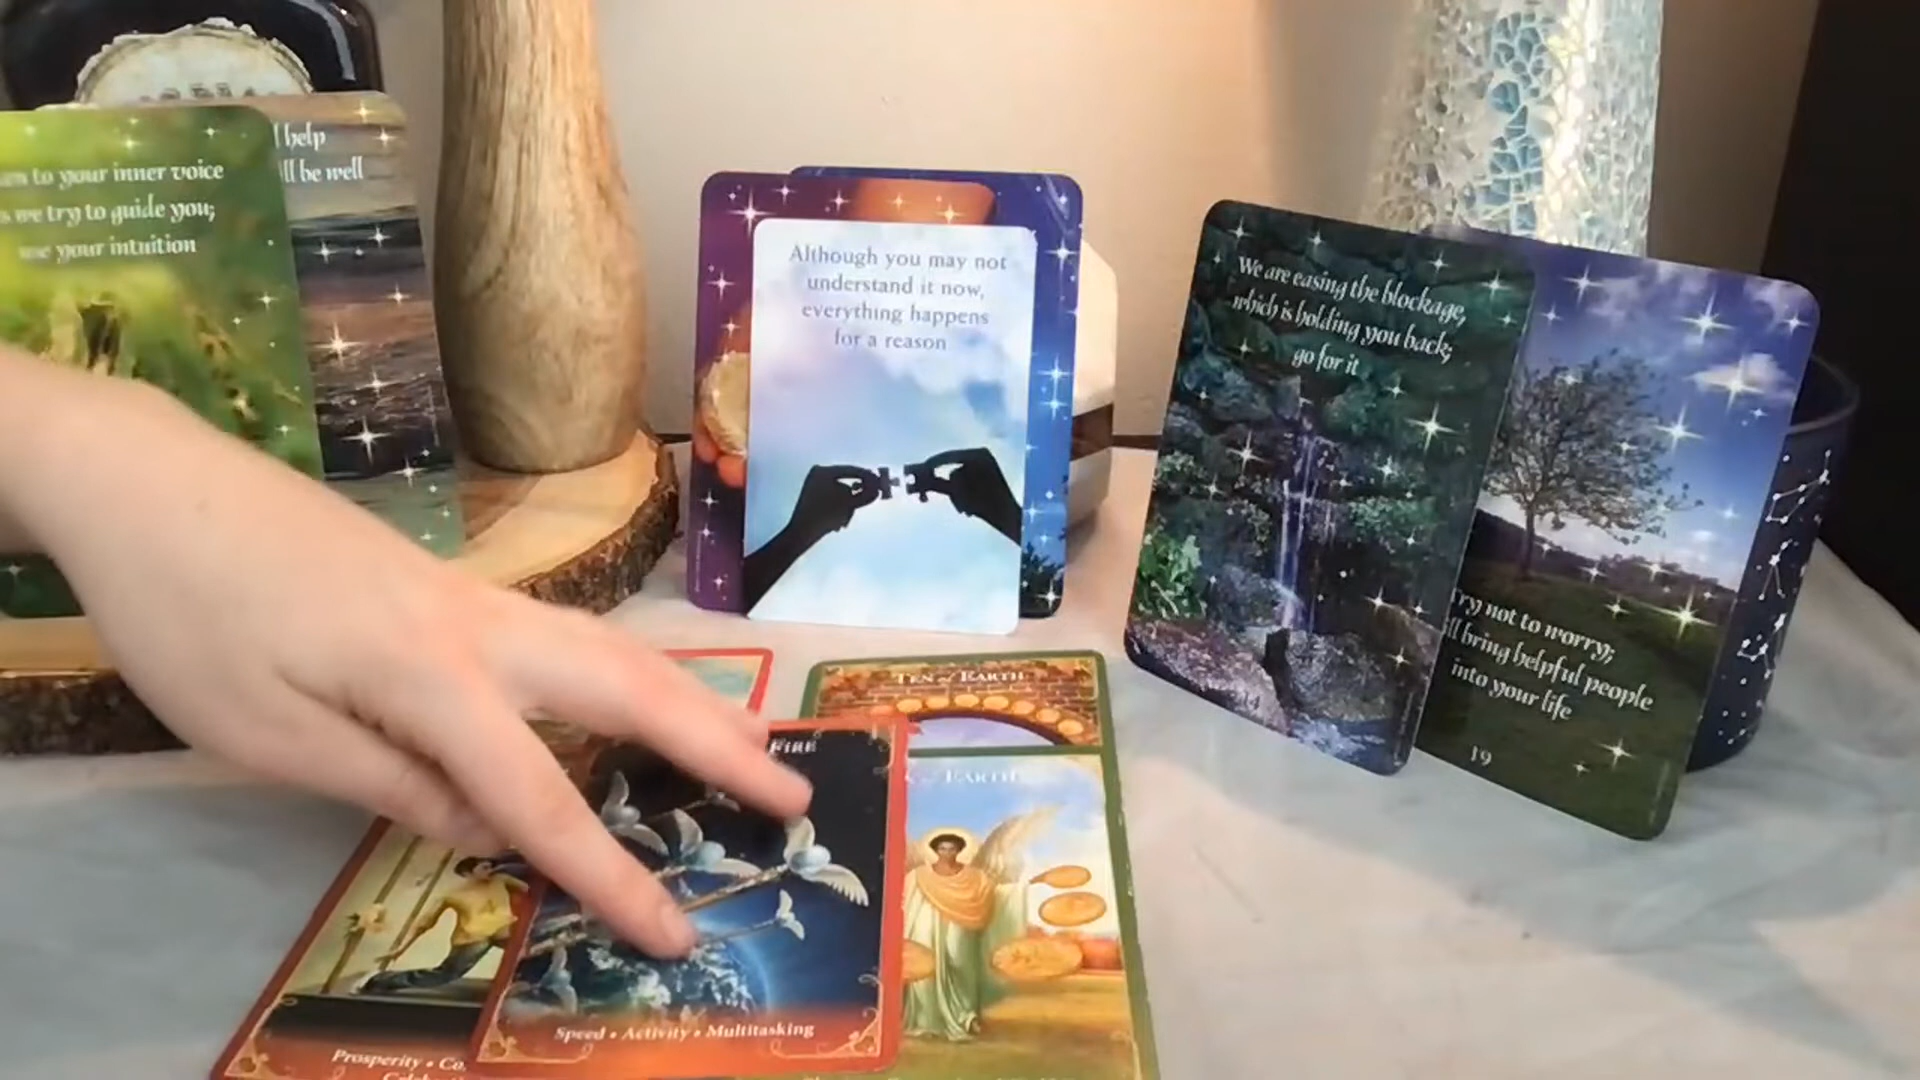 help
be well
to your inner voice
we try to guide you;
use your intuition
Although you may not
understand it now,
everything happens
for a reason
We are easing the blockage,
which is holding you back;
go for it
14
Try not to worry;
bring helpful people
into your life
19
TEN of EARTH
FIRE
EARTH
Speed • Activity • Multitasking
Prosperity •